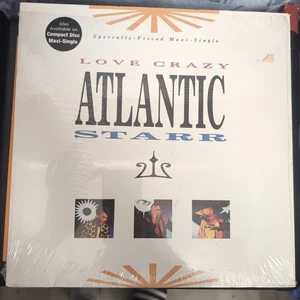 Also
Available on:
Compact Disc
Maxi-Single
Specially-Priced Maxi-Single
LOVE CRAZY
ATLANTIC
STARR